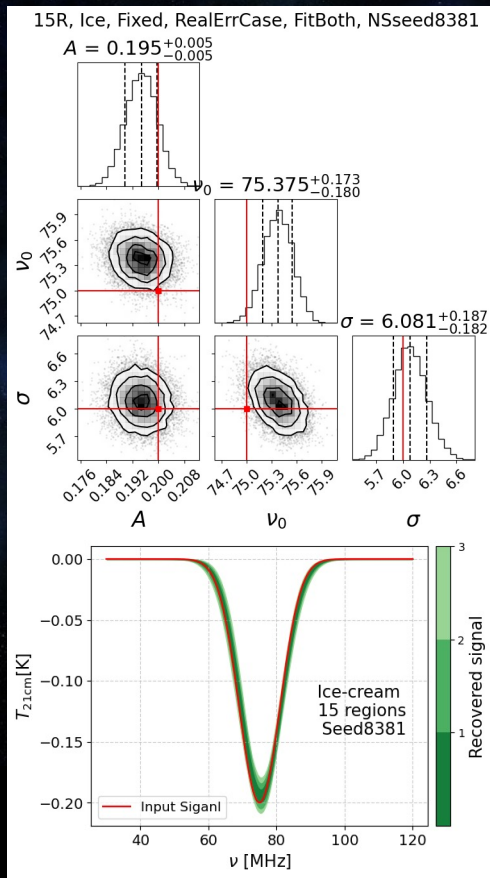 15R, Ice, Fixed, RealErrCase, FitBoth, NSseed8381
A = 0.195+0.005−0.005
ν0 = 75.375+0.173−0.180
ν0
75.9
75.6
75.3
75.0
74.7
σ = 6.081+0.187−0.182
σ
6.6
6.3
6.0
5.7
0.176 0.184 0.192 0.200 0.208
74.7 75.0 75.3 75.6 75.9
5.7 6.0 6.3 6.6
A ν0 σ
0.00
−0.05
−0.10
−0.15
−0.20
T21cm[K]
Ice-cream
15 regions
Seed8381
Input Siganl
40 60 80 100 120
ν [MHz]
3
2
1
Recovered signal